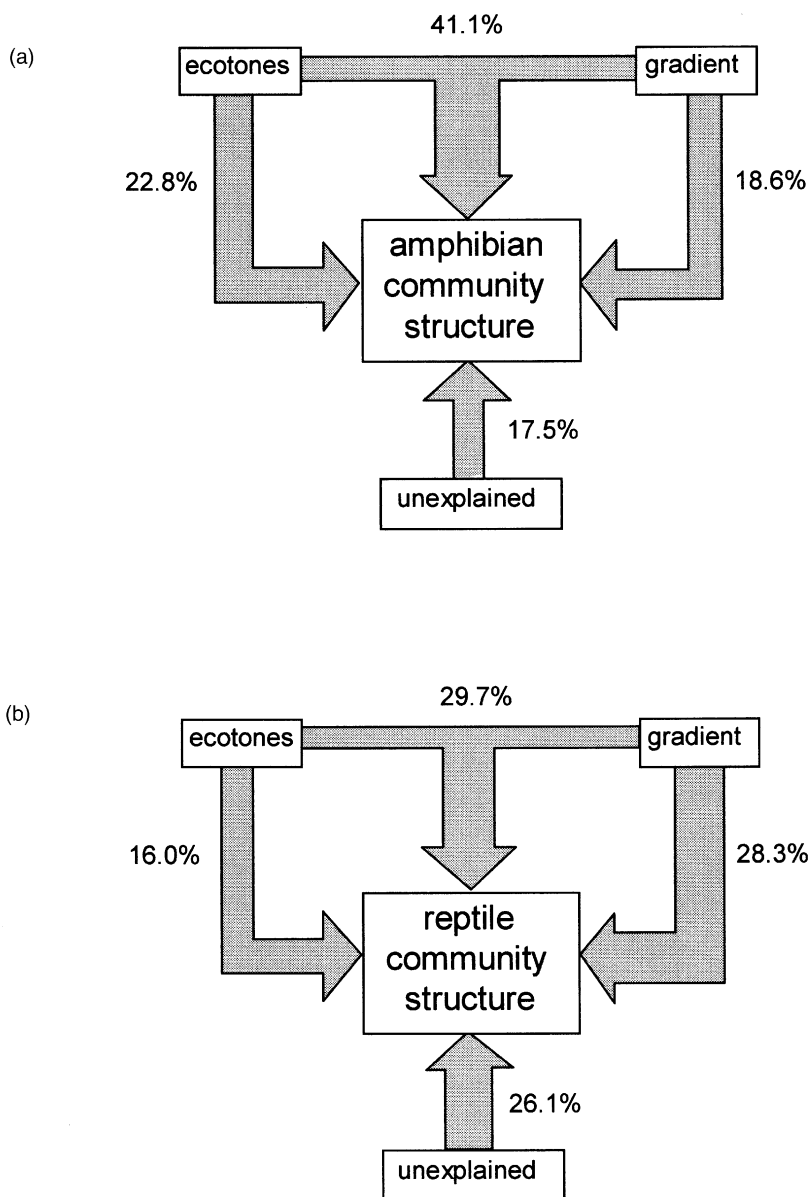 41.1%
(a)
ecotones
gradient
22.8%
18.6%
amphibian
community
structure
17.5%
unexplained
29.7%
(b)
ecotones
gradient
16.0%
28.3%
reptile
community
structure
26.1%
unexplained